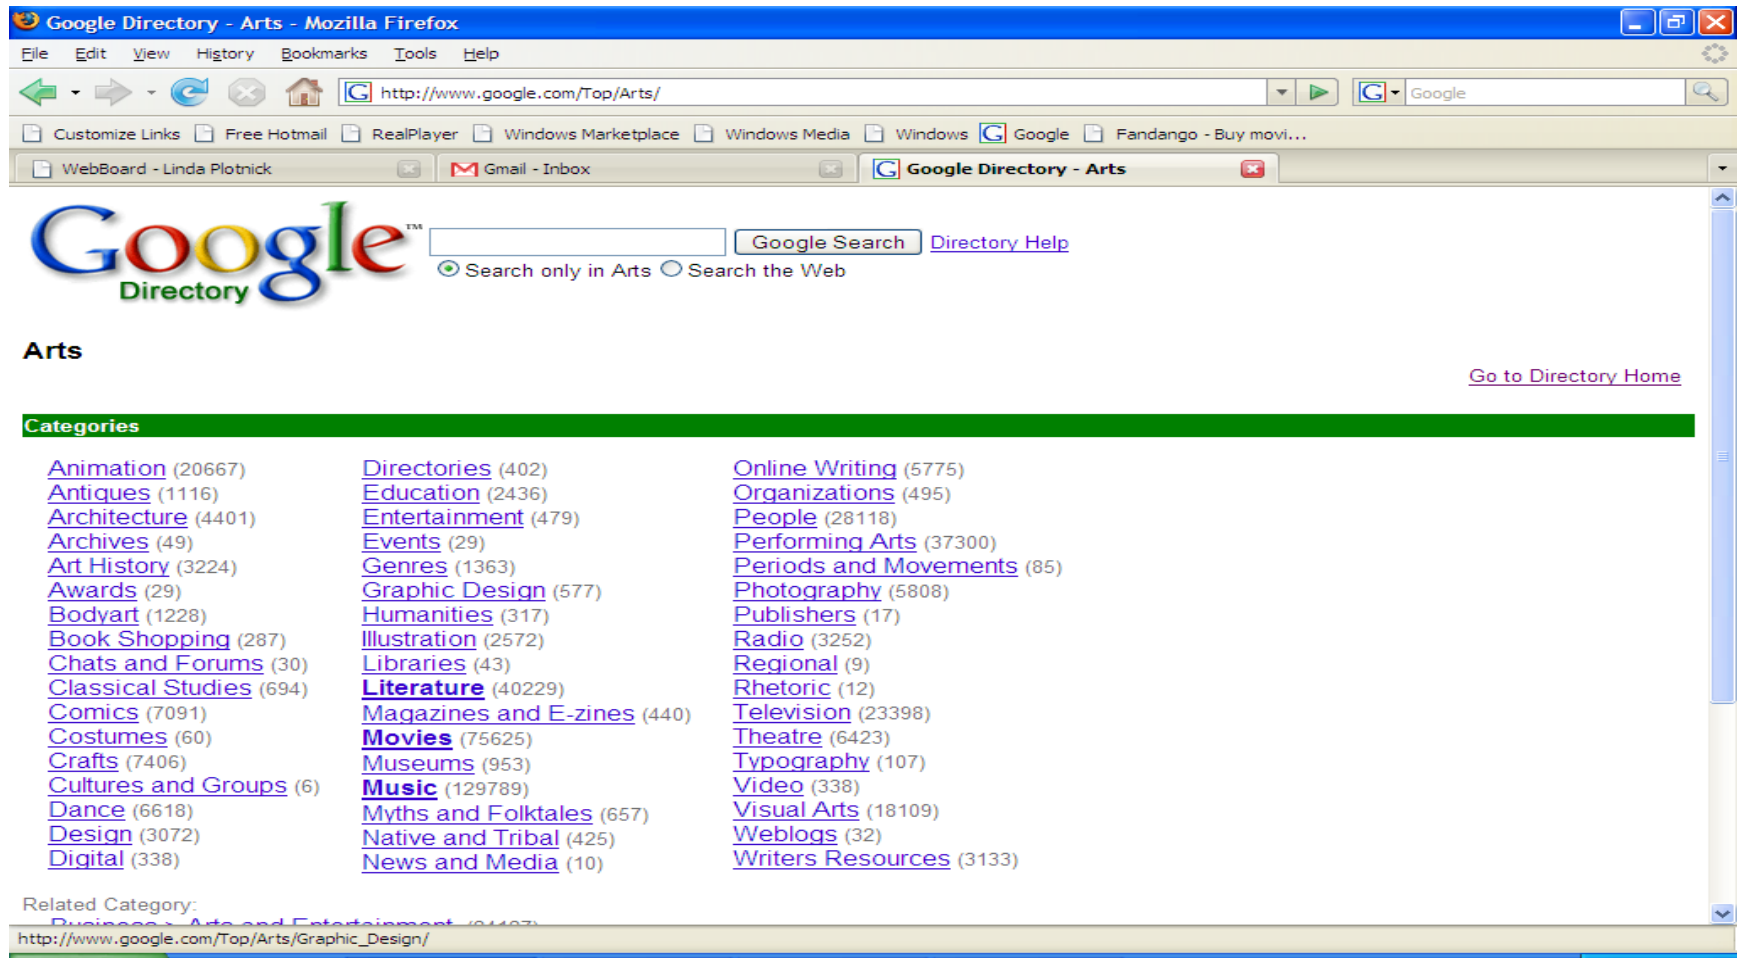 Google Directory - Arts - Mozilla Firefox
File Edit View History Bookmarks Tools Help
http://www.google.com/Top/Arts/ Google
Customize Links Free Hotmail RealPlayer Windows Marketplace Windows Media Windows Google Fandango - Buy movi...
WebBoard - Linda Plotnick Gmail - Inbox Google Directory - Arts
Google™ Google Search Directory Help
Directory Search only in Arts Search the Web
Arts
Go to Directory Home
Categories
Animation (20667)
Antiques (1116)
Architecture (4401)
Archives (49)
Art History (3224)
Awards (29)
Bodyart (1228)
Book Shopping (287)
Chats and Forums (30)
Classical Studies (694)
Comics (7091)
Costumes (60)
Crafts (7406)
Cultures and Groups (6)
Dance (6618)
Design (3072)
Digital (338)
Directories (402)
Education (2436)
Entertainment (479)
Events (29)
Genres (1363)
Graphic Design (577)
Humanities (317)
Illustration (2572)
Libraries (43)
Literature (40229)
Magazines and E-zines (440)
Movies (75625)
Museums (953)
Music (129789)
Myths and Folktales (657)
Native and Tribal (425)
News and Media (10)
Online Writing (5775)
Organizations (495)
People (28118)
Performing Arts (37300)
Periods and Movements (85)
Photography (5808)
Publishers (17)
Radio (3252)
Regional (9)
Rhetoric (12)
Television (23398)
Theatre (6423)
Typography (107)
Video (338)
Visual Arts (18109)
Weblogs (32)
Writers Resources (3133)
Related Category:
Business > Arts and Entertainment
http://www.google.com/Top/Arts/Graphic_Design/